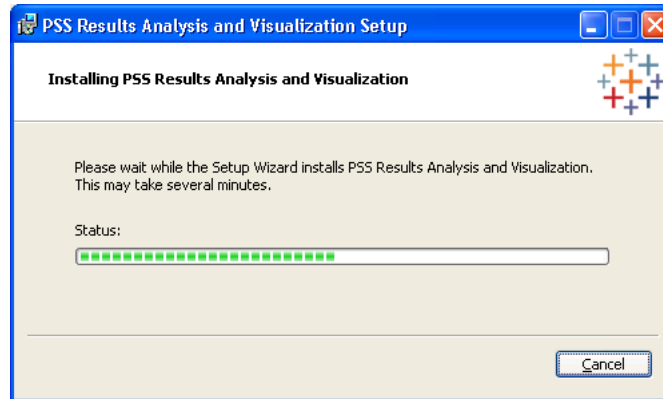 PSS Results Analysis and Visualization Setup
Installing PSS Results Analysis and Visualization
Please wait while the Setup Wizard installs PSS Results Analysis and Visualization.
This may take several minutes.
Status:
Cancel